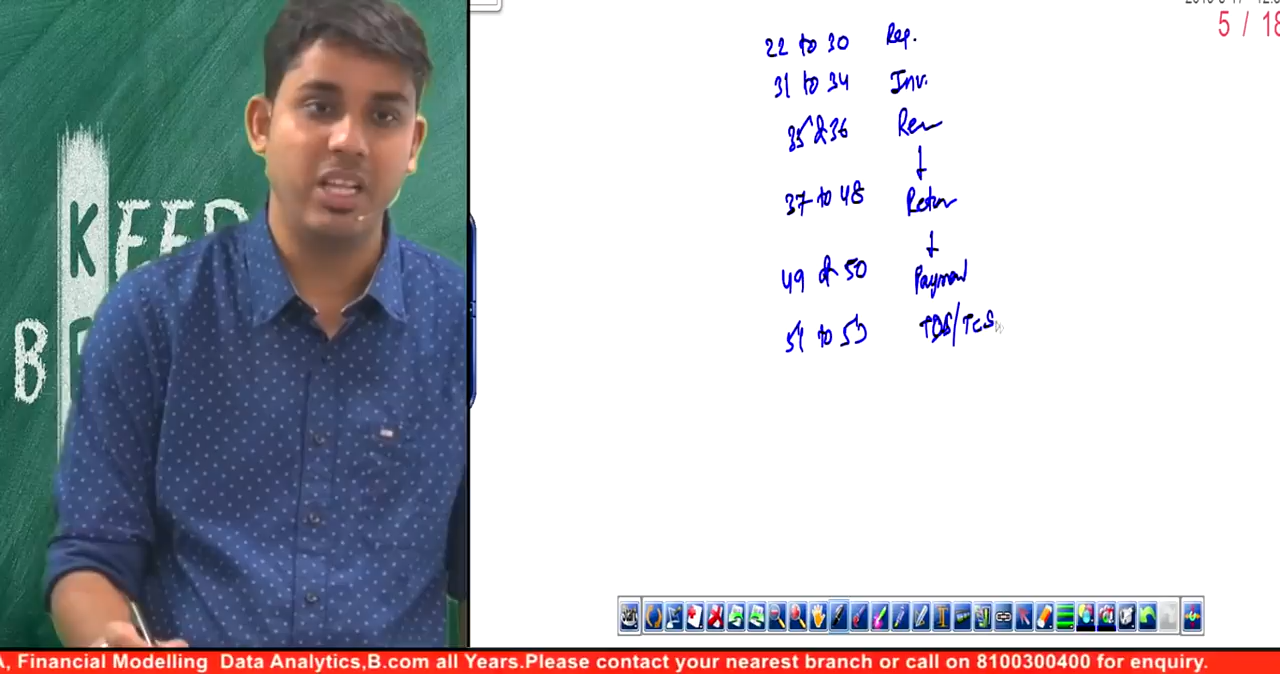 5 / 18
22 to 30 Reg.
31 to 34 Inv.
35 & 36 Rec
37 to 48 Return
49 & 50 Payment
51 to 53 TDS/TCS
KEEP
B
A, Financial Modelling Data Analytics,B.com all Years.Please contact your nearest branch or call on 8100300400 for enquiry.